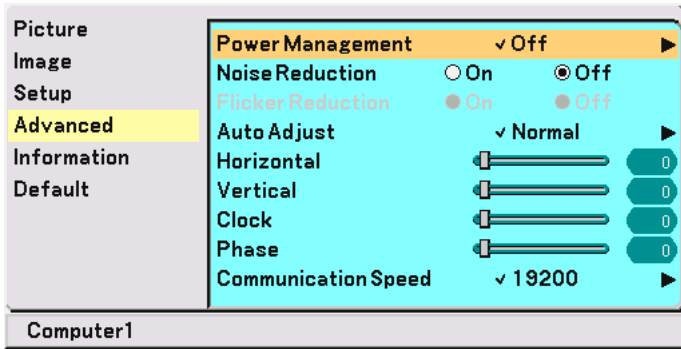 Picture
Image
Setup
Advanced
Information
Default
Power Management ✓ Off ▶
Noise Reduction On Off
Flicker Reduction On Off
Auto Adjust ✓ Normal ▶
Horizontal 0
Vertical 0
Clock 0
Phase 0
Communication Speed ✓ 19200 ▶
Computer1